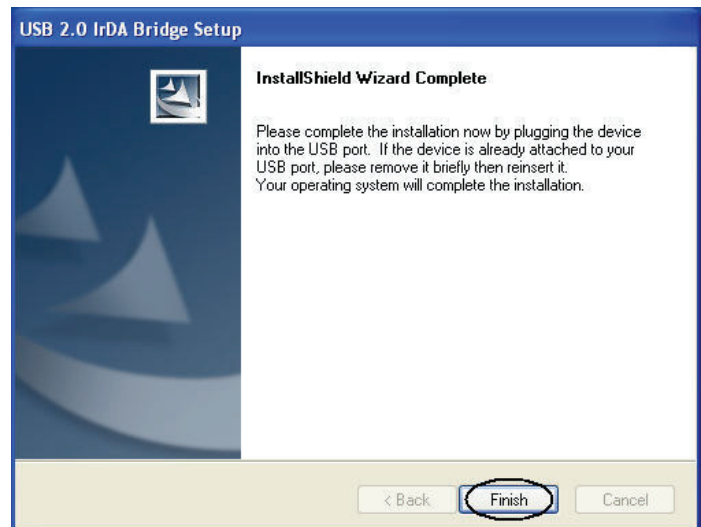 USB 2.0 IrDA Bridge Setup
InstallShield Wizard Complete
Please complete the installation now by plugging the device
into the USB port. If the device is already attached to your
USB port, please remove it briefly then reinsert it.
Your operating system will complete the installation.
< Back Finish Cancel